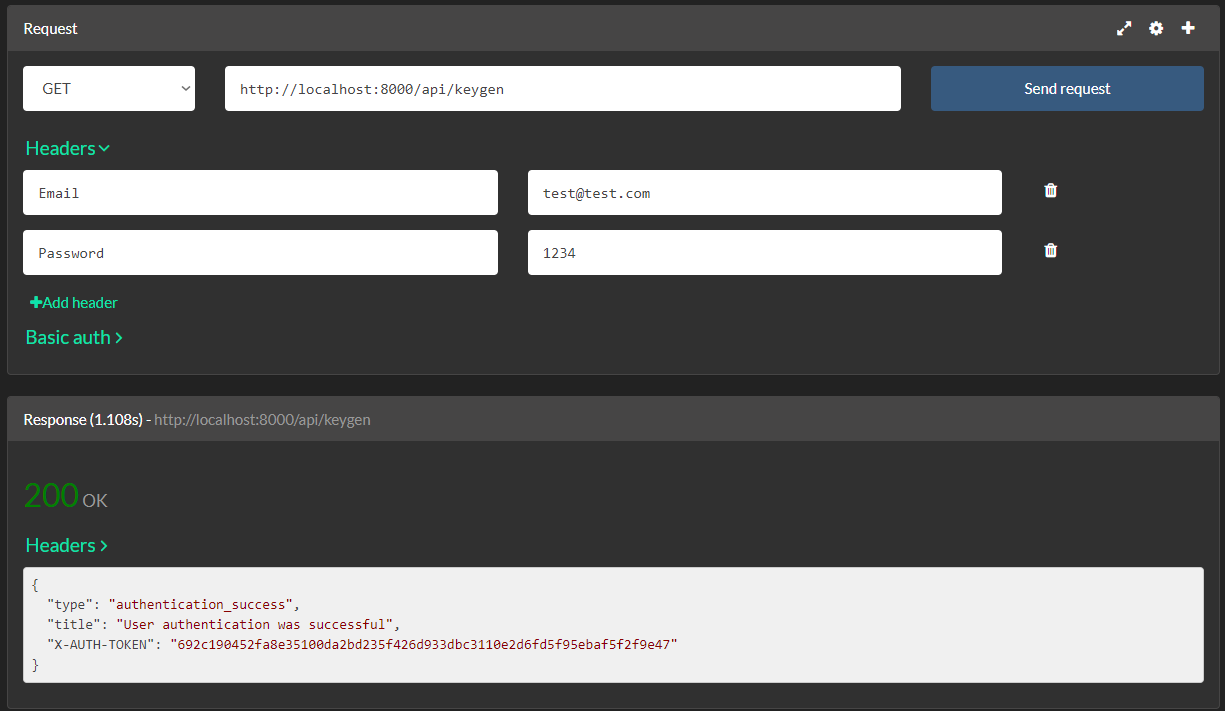 Request
GET
http://localhost:8000/api/keygen
Send request
Headers
Email
test@test.com
Password
1234
Add header
Basic auth
Response (1.108s) - http://localhost:8000/api/keygen
200 OK
Headers
{
"type": "authentication_success",
"title": "User authentication was successful",
"X-AUTH-TOKEN": "692c190452fa8e35100da2bd235f426d933dbc3110e2d6fd5f95ebaf5f2f9e47"
}